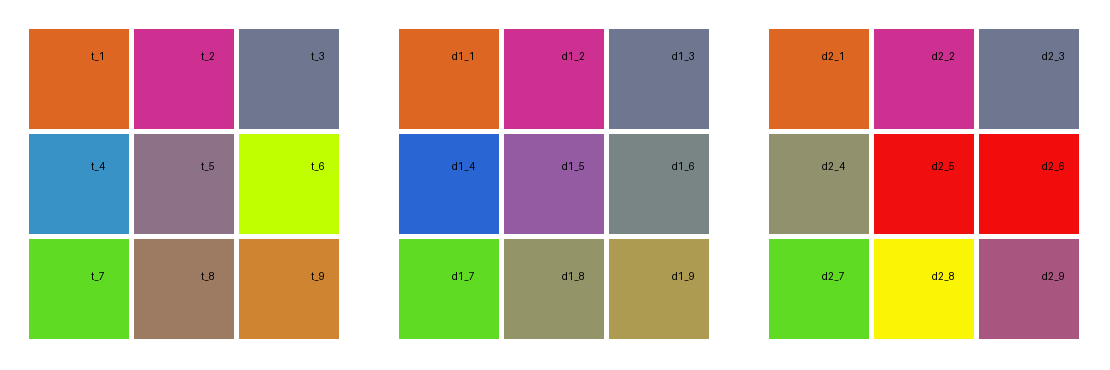 t_1 t_2 t_3 d1_1 d1_2 d1_3 d2_1 d2_2 d2_3
t_4 t_5 t_6 d1_4 d1_5 d1_6 d2_4 d2_5 d2_6
t_7 t_8 t_9 d1_7 d1_8 d1_9 d2_7 d2_8 d2_9